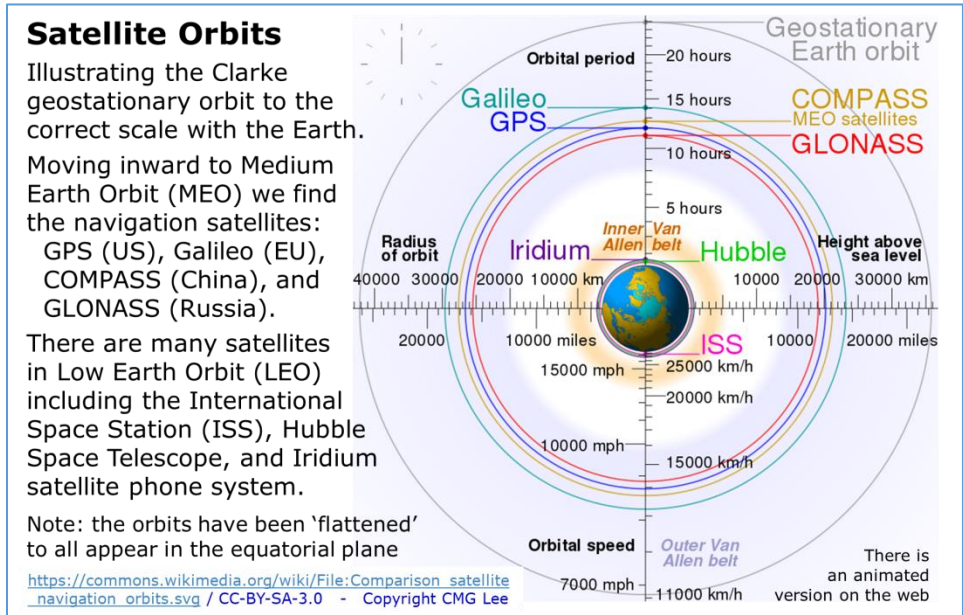 Satellite Orbits
Illustrating the Clarke
geostationary orbit to the
correct scale with the Earth.
Moving inward to Medium
Earth Orbit (MEO) we find
the navigation satellites:
GPS (US), Galileo (EU),
COMPASS (China), and
GLONASS (Russia).
There are many satellites
in Low Earth Orbit (LEO)
including the International
Space Station (ISS), Hubble
Space Telescope, and Iridium
satellite phone system.
Note: the orbits have been ‘flattened’
to all appear in the equatorial plane
https://commons.wikimedia.org/wiki/File:Comparison_satellite
_navigation_orbits.svg / CC-BY-SA-3.0 - Copyright CMG Lee
Geostationary
Earth orbit
Orbital period
20 hours
Galileo
15 hours
COMPASS
MEO satellites
GPS
GLONASS
10 hours
5 hours
Inner Van
Allen belt
Radius
of orbit
Iridium
Hubble
Height above
sea level
40000 30000 20000 10000 km
10000 20000 30000 km
20000 10000 miles
10000 20000 miles
ISS
15000 mph
25000 km/h
20000 km/h
10000 mph
15000 km/h
Orbital speed
Outer Van
Allen belt
7000 mph
11000 km/h
There is
an animated
version on the web